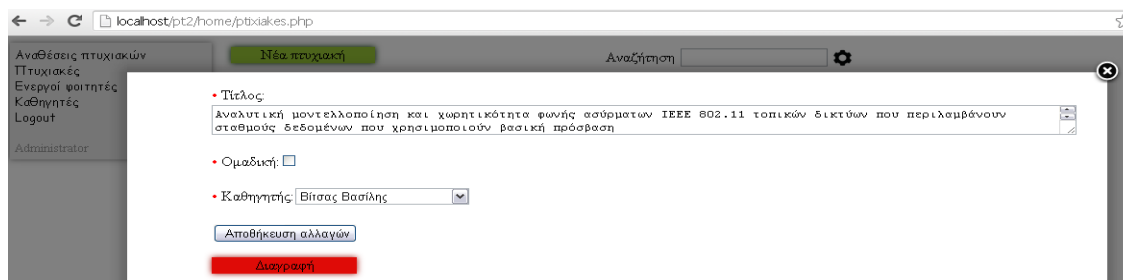 localhost/pt2/home/ptixiakes.php
Αναθέσεις πτυχιακών
Πτυχιακές
Ενεργοί φοιτητές
Καθηγητές
Logout
Administrator
Νέα πτυχιακή
Αναζήτηση
• Τίτλος:
Αναλυτική μοντελλοποίηση και χωρητικότητα φωνής ασύρματων IEEE 802.11 τοπικών δικτύων που περιλαμβάνουν
σταθμούς δεδομένων που χρησιμοποιούν βασική πρόσβαση
• Ομαδική:
• Καθηγητής: Βίτσας Βασίλης
Αποθήκευση αλλαγών
Διαγραφή